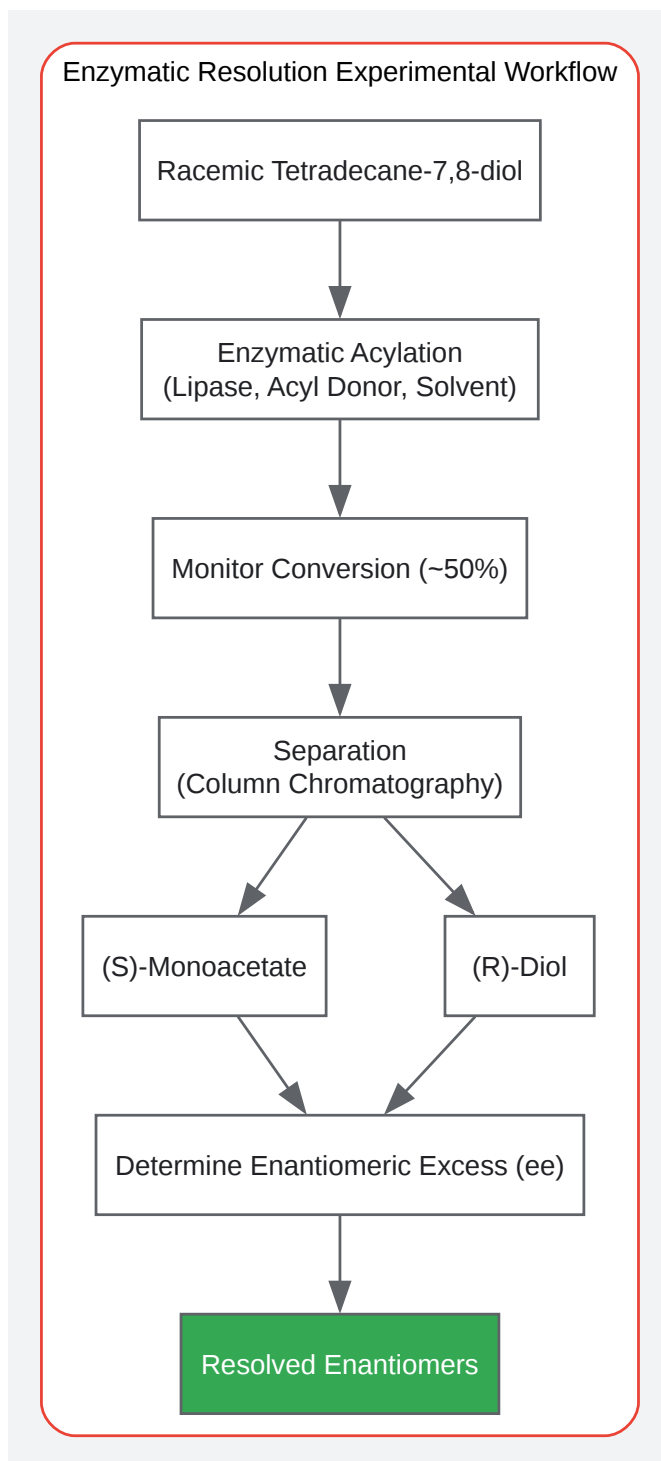 Enzymatic Resolution Experimental Workflow
Racemic Tetradecane-7,8-diol
Enzymatic Acylation
(Lipase, Acyl Donor, Solvent)
Monitor Conversion (~50%)
Separation
(Column Chromatography)
(S)-Monoacetate
(R)-Diol
Determine Enantiomeric Excess (ee)
Resolved Enantiomers